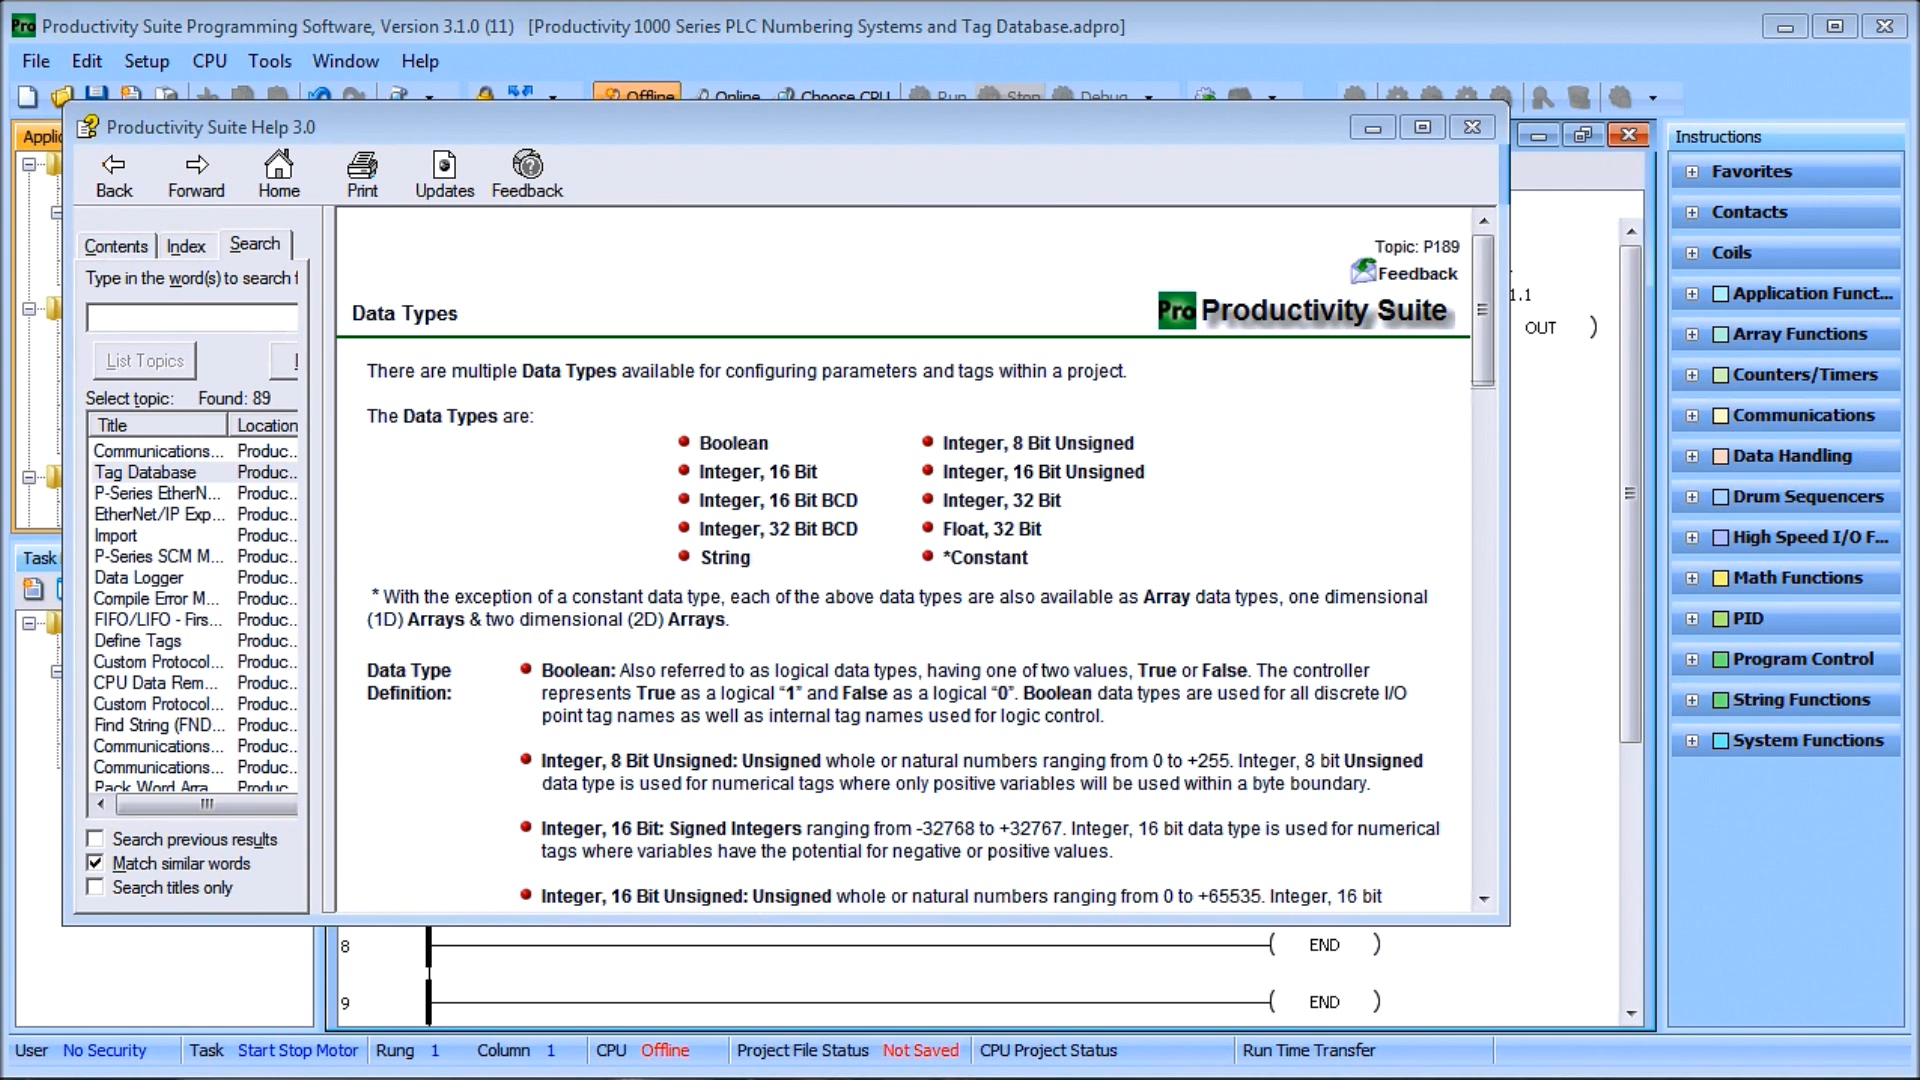 Pro Productivity Suite Programming Software, Version 3.1.0 (11) [Productivity 1000 Series PLC Numbering Systems and Tag Database.adpro]
File Edit Setup CPU Tools Window Help
Offline Online Choose CPU Run Stop Debug
Productivity Suite Help 3.0
Back Forward Home Print Updates Feedback
Contents Index Search
Type in the word(s) to search f
List Topics
Select topic: Found: 89
Title Location
Communications... Produc...
Tag Database Produc...
P-Series EtherN... Produc...
EtherNet/IP Exp... Produc...
Import Produc...
P-Series SCM M... Produc...
Data Logger Produc...
Compile Error M... Produc...
FIFO/LIFO - Firs... Produc...
Define Tags Produc...
Custom Protocol... Produc...
CPU Data Rem... Produc...
Custom Protocol... Produc...
Find String (FND... Produc...
Communications... Produc...
Communications... Produc...
Pack Word Arra Produc
Search previous results
Match similar words
Search titles only
Topic: P189
Feedback
Data Types
Pro Productivity Suite
There are multiple Data Types available for configuring parameters and tags within a project.
The Data Types are:
Boolean
Integer, 8 Bit Unsigned
Integer, 16 Bit
Integer, 16 Bit Unsigned
Integer, 16 Bit BCD
Integer, 32 Bit
Integer, 32 Bit BCD
Float, 32 Bit
String
*Constant
* With the exception of a constant data type, each of the above data types are also available as Array data types, one dimensional
(1D) Arrays & two dimensional (2D) Arrays.
Data Type
Definition:
Boolean: Also referred to as logical data types, having one of two values, True or False. The controller
represents True as a logical “1” and False as a logical “0”. Boolean data types are used for all discrete I/O
point tag names as well as internal tag names used for logic control.
Integer, 8 Bit Unsigned: Unsigned whole or natural numbers ranging from 0 to +255. Integer, 8 bit Unsigned
data type is used for numerical tags where only positive variables will be used within a byte boundary.
Integer, 16 Bit: Signed Integers ranging from -32768 to +32767. Integer, 16 bit data type is used for numerical
tags where variables have the potential for negative or positive values.
Integer, 16 Bit Unsigned: Unsigned whole or natural numbers ranging from 0 to +65535. Integer, 16 bit
Applic
Task
1.1
OUT )
8 ( END )
9 ( END )
Instructions
Favorites
Contacts
Coils
Application Funct...
Array Functions
Counters/Timers
Communications
Data Handling
Drum Sequencers
High Speed I/O F...
Math Functions
PID
Program Control
String Functions
System Functions
User No Security Task Start Stop Motor Rung 1 Column 1 CPU Offline Project File Status Not Saved CPU Project Status Run Time Transfer